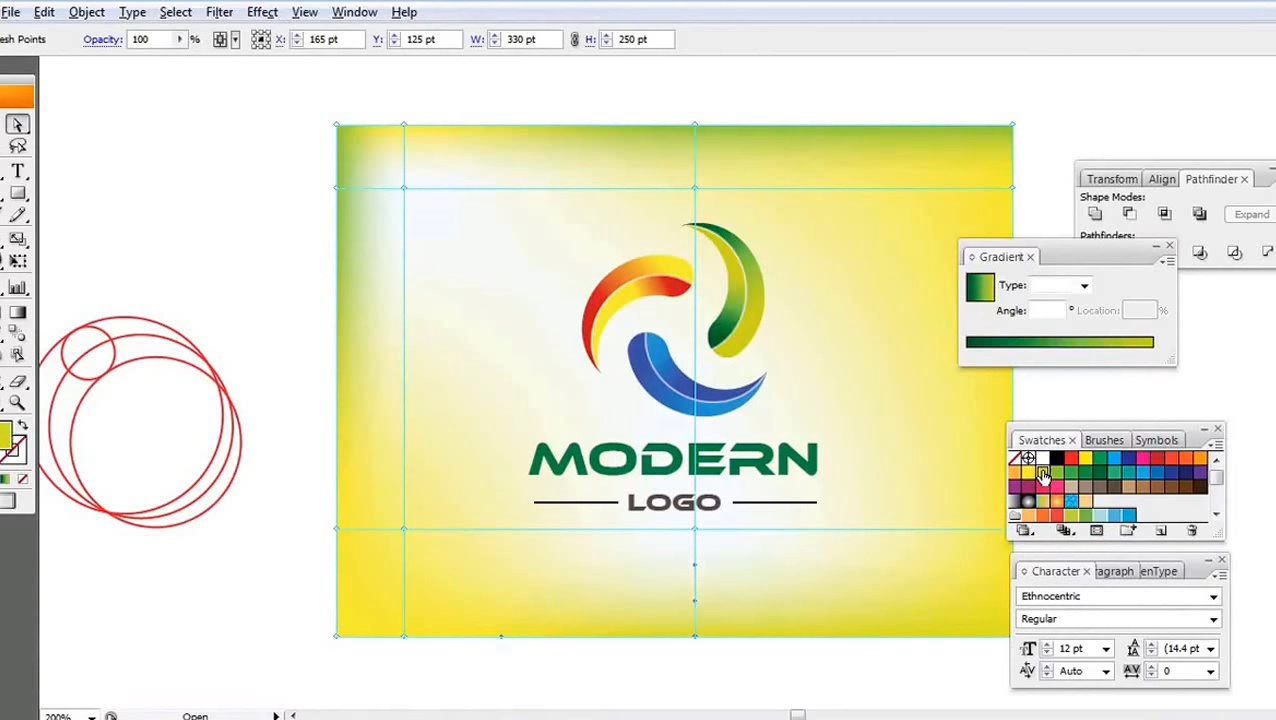 File Edit Object Type Select Filter Effect View Window Help
esh Points Opacity: 100 % X: 165 pt Y: 125 pt W: 330 pt H: 250 pt
T
Transform Align Pathfinder ×
Shape Modes:
Expand
Pathfinders:
Gradient ×
Type:
Angle: ° Location: %
MODERN
LOGO
Swatches × Brushes Symbols
Character × aragraph enType
Ethnocentric
Regular
12 pt (14.4 pt
Auto 0
200% Open